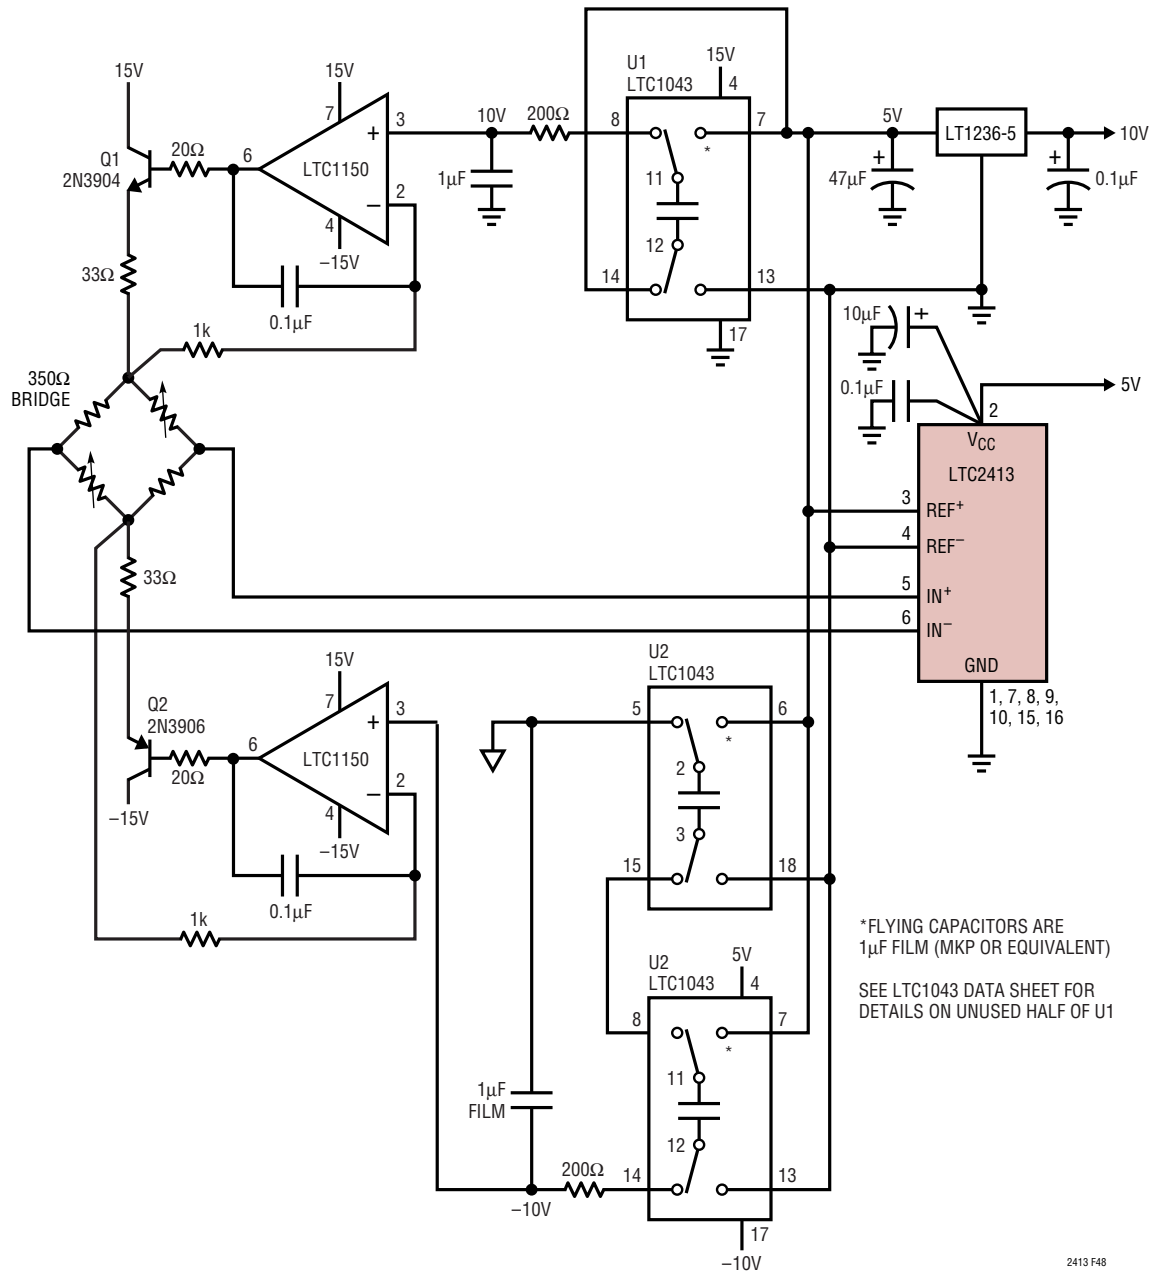 15V
Q1
2N3904
20Ω
6
15V
7
3
+
LTC1150
2
–
4
–15V
0.1µF
33Ω
1k
350Ω
BRIDGE
10V
1µF
200Ω
U1
LTC1043
15V
4
8
7
*
11
12
14
13
17
5V
+
47µF
LT1236-5
10V
+
0.1µF
10µF
+
0.1µF
5V
2
VCC
LTC2413
3
REF+
4
REF–
5
IN+
6
IN–
GND
1, 7, 8, 9,
10, 15, 16
33Ω
Q2
2N3906
20Ω
–15V
6
15V
7
3
+
LTC1150
2
–
4
–15V
0.1µF
1k
U2
LTC1043
5
6
*
2
3
15
18
U2
LTC1043
5V
4
8
7
*
11
12
14
13
17
–10V
1µF
FILM
200Ω
–10V
*FLYING CAPACITORS ARE
1µF FILM (MKP OR EQUIVALENT)
SEE LTC1043 DATA SHEET FOR
DETAILS ON UNUSED HALF OF U1
2413 F48